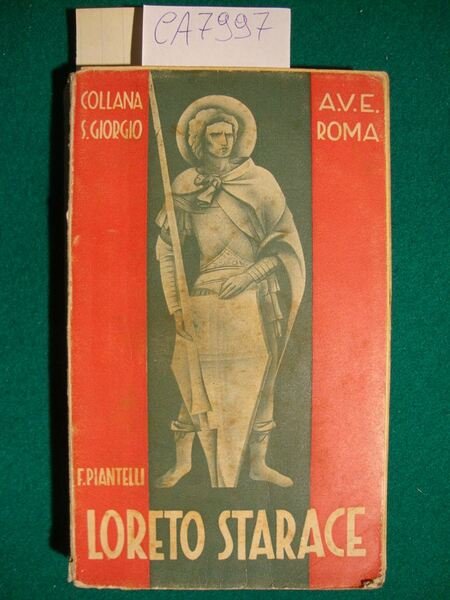 CA7997
COLLANA
S. GIORGIO
A.V.E.
ROMA
F. PIANTELLI
LORETO STARACE